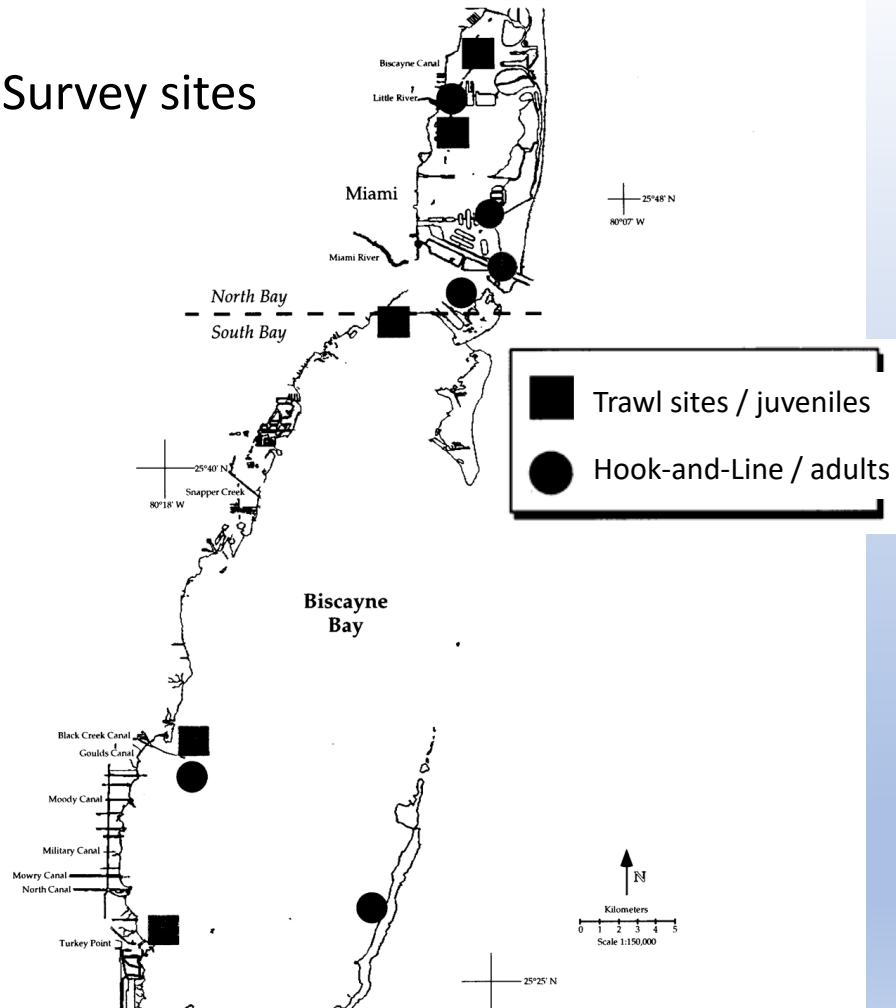 Survey sites
Biscayne Canal
Little River
Miami
25°48' N
80°07' W
Miami River
North Bay
South Bay
Trawl sites / juveniles
Hook-and-Line / adults
25°40' N
80°18' W
Snapper Creek
Biscayne
Bay
Black Creek Canal
Goulds Canal
Moody Canal
Military Canal
Mowry Canal
North Canal
Turkey Point
N
Kilometers
0 1 2 3 4 5
Scale 1:150,000
25°25' N